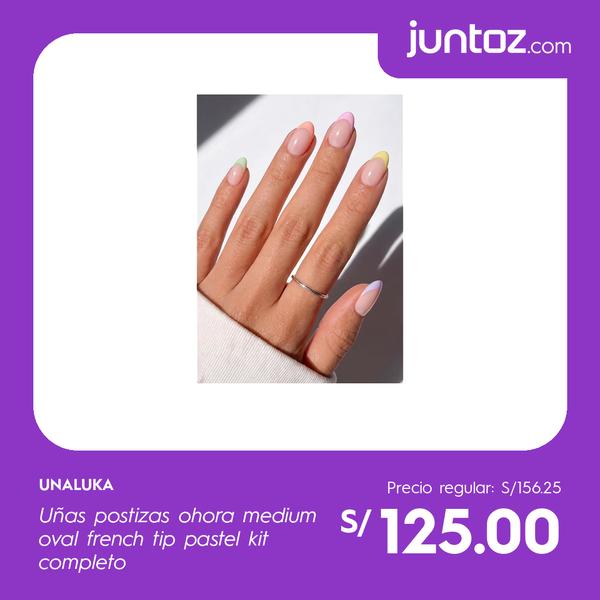 juntoz.com
UNALUKA
Uñas postizas ohora medium
oval french tip pastel kit
completo
Precio regular: S/156.25
S/ 125.00